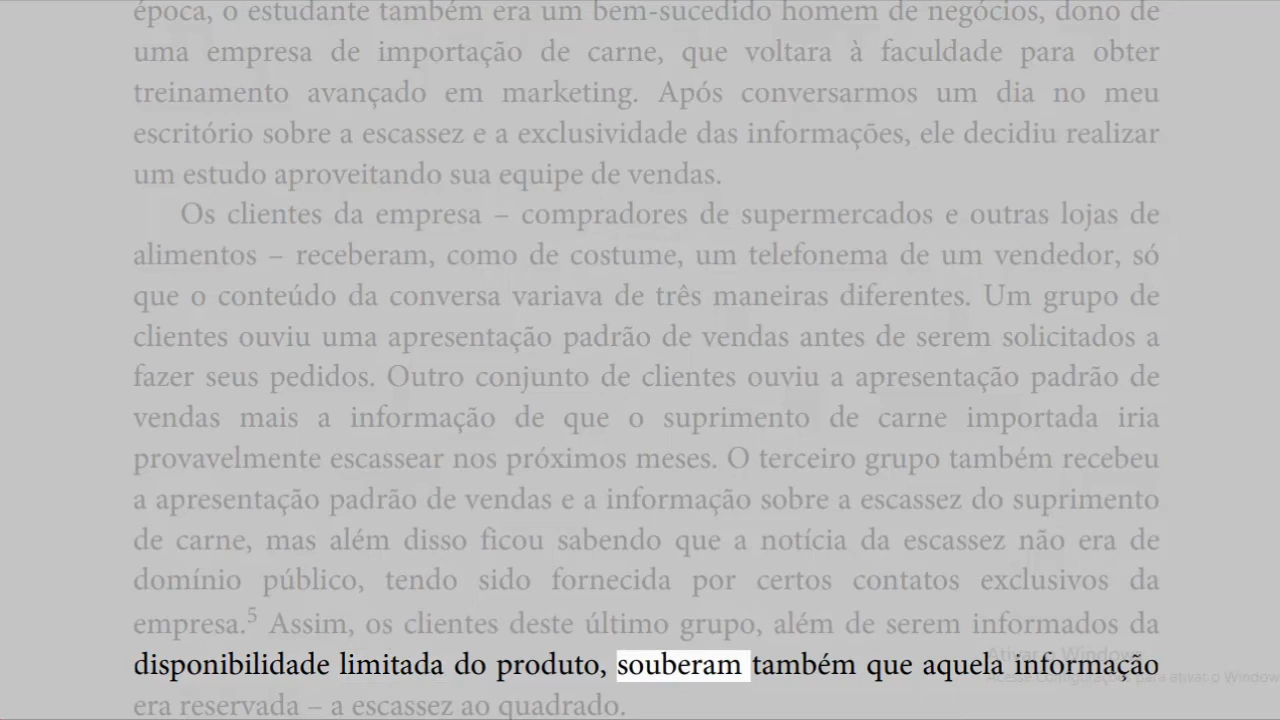 época, o estudante também era um bem-sucedido homem de negócios, dono de
uma empresa de importação de carne, que voltara à faculdade para obter
treinamento avançado em marketing. Após conversarmos um dia no meu
escritório sobre a escassez e a exclusividade das informações, ele decidiu realizar
um estudo aproveitando sua equipe de vendas.
Os clientes da empresa – compradores de supermercados e outras lojas de
alimentos – receberam, como de costume, um telefonema de um vendedor, só
que o conteúdo da conversa variava de três maneiras diferentes. Um grupo de
clientes ouviu uma apresentação padrão de vendas antes de serem solicitados a
fazer seus pedidos. Outro conjunto de clientes ouviu a apresentação padrão de
vendas mais a informação de que o suprimento de carne importada iria
provavelmente escassear nos próximos meses. O terceiro grupo também recebeu
a apresentação padrão de vendas e a informação sobre a escassez do suprimento
de carne, mas além disso ficou sabendo que a notícia da escassez não era de
domínio público, tendo sido fornecida por certos contatos exclusivos da
empresa.5 Assim, os clientes deste último grupo, além de serem informados da
disponibilidade limitada do produto, souberam também que aquela informação
era reservada – a escassez ao quadrado.
Ativar o Windows
Acesse Configurações para ativar o Window